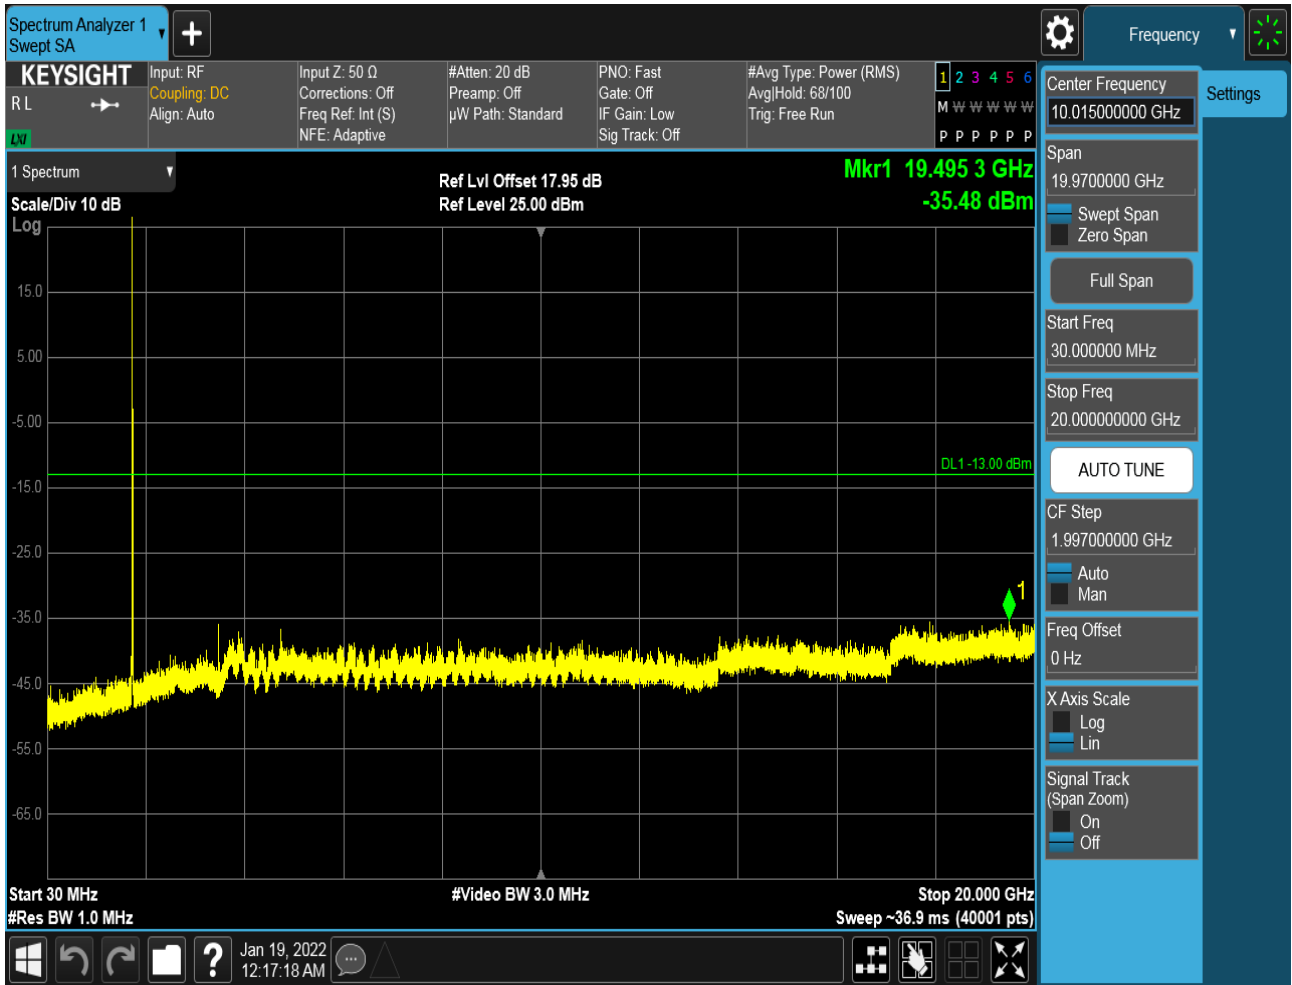 Spectrum Analyzer 1
Swept SA
Frequency
KEYSIGHT
R L
LXI
Input: RF
Coupling: DC
Align: Auto
Input Z: 50 Ω
Corrections: Off
Freq Ref: Int (S)
NFE: Adaptive
#Atten: 20 dB
Preamp: Off
µW Path: Standard
PNO: Fast
Gate: Off
IF Gain: Low
Sig Track: Off
#Avg Type: Power (RMS)
Avg|Hold: 68/100
Trig: Free Run
1 2 3 4 5 6
M W W W W W
P P P P P P
1 Spectrum
Scale/Div 10 dB
Log
Ref Lvl Offset 17.95 dB
Ref Level 25.00 dBm
Mkr1 19.495 3 GHz
-35.48 dBm
15.0
5.00
-5.00
-15.0
-25.0
-35.0
-45.0
-55.0
-65.0
DL1 -13.00 dBm
1
Start 30 MHz
#Res BW 1.0 MHz
#Video BW 3.0 MHz
Stop 20.000 GHz
Sweep ~36.9 ms (40001 pts)
Center Frequency
10.015000000 GHz
Settings
Span
19.9700000 GHz
Swept Span
Zero Span
Full Span
Start Freq
30.000000 MHz
Stop Freq
20.000000000 GHz
AUTO TUNE
CF Step
1.997000000 GHz
Auto
Man
Freq Offset
0 Hz
X Axis Scale
Log
Lin
Signal Track
(Span Zoom)
On
Off
?
Jan 19, 2022
12:17:18 AM